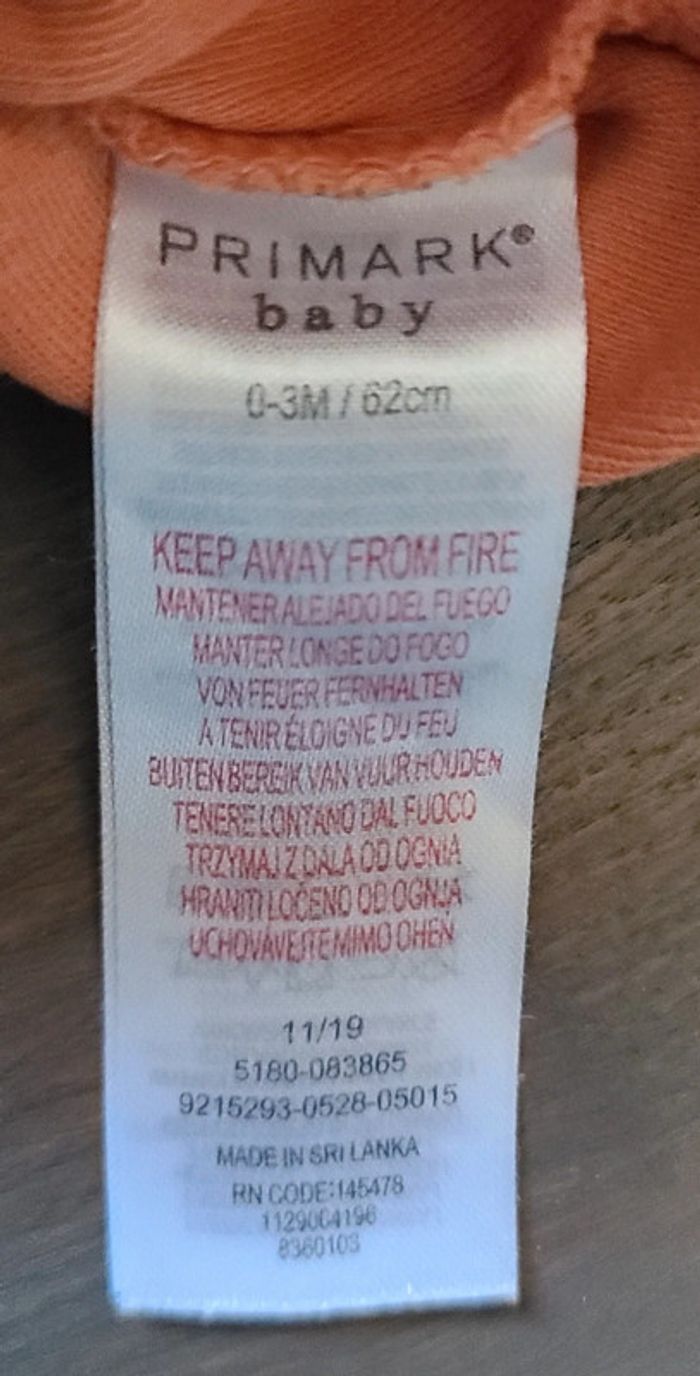 PRIMARK®
baby
0-3M / 62cm
KEEP AWAY FROM FIRE
MANTENER ALEJADO DEL FUEGO
MANTER LONGE DO FOGO
VON FEUER FERNHALTEN
A TENIR ÉLOIGNE DU FEU
BUITEN BEREIK VAN VUUR HOUDEN
TENERE LONTANO DAL FUOCO
TRZYMAJ Z DALA OD OGNIA
HRANITI LOČENO OD OGNJA
UCHOVÁVEJTE MIMO OHEŇ
11/19
5180-083865
9215293-0528-05015
MADE IN SRI LANKA
RN CODE:145478
1129004196
8360103